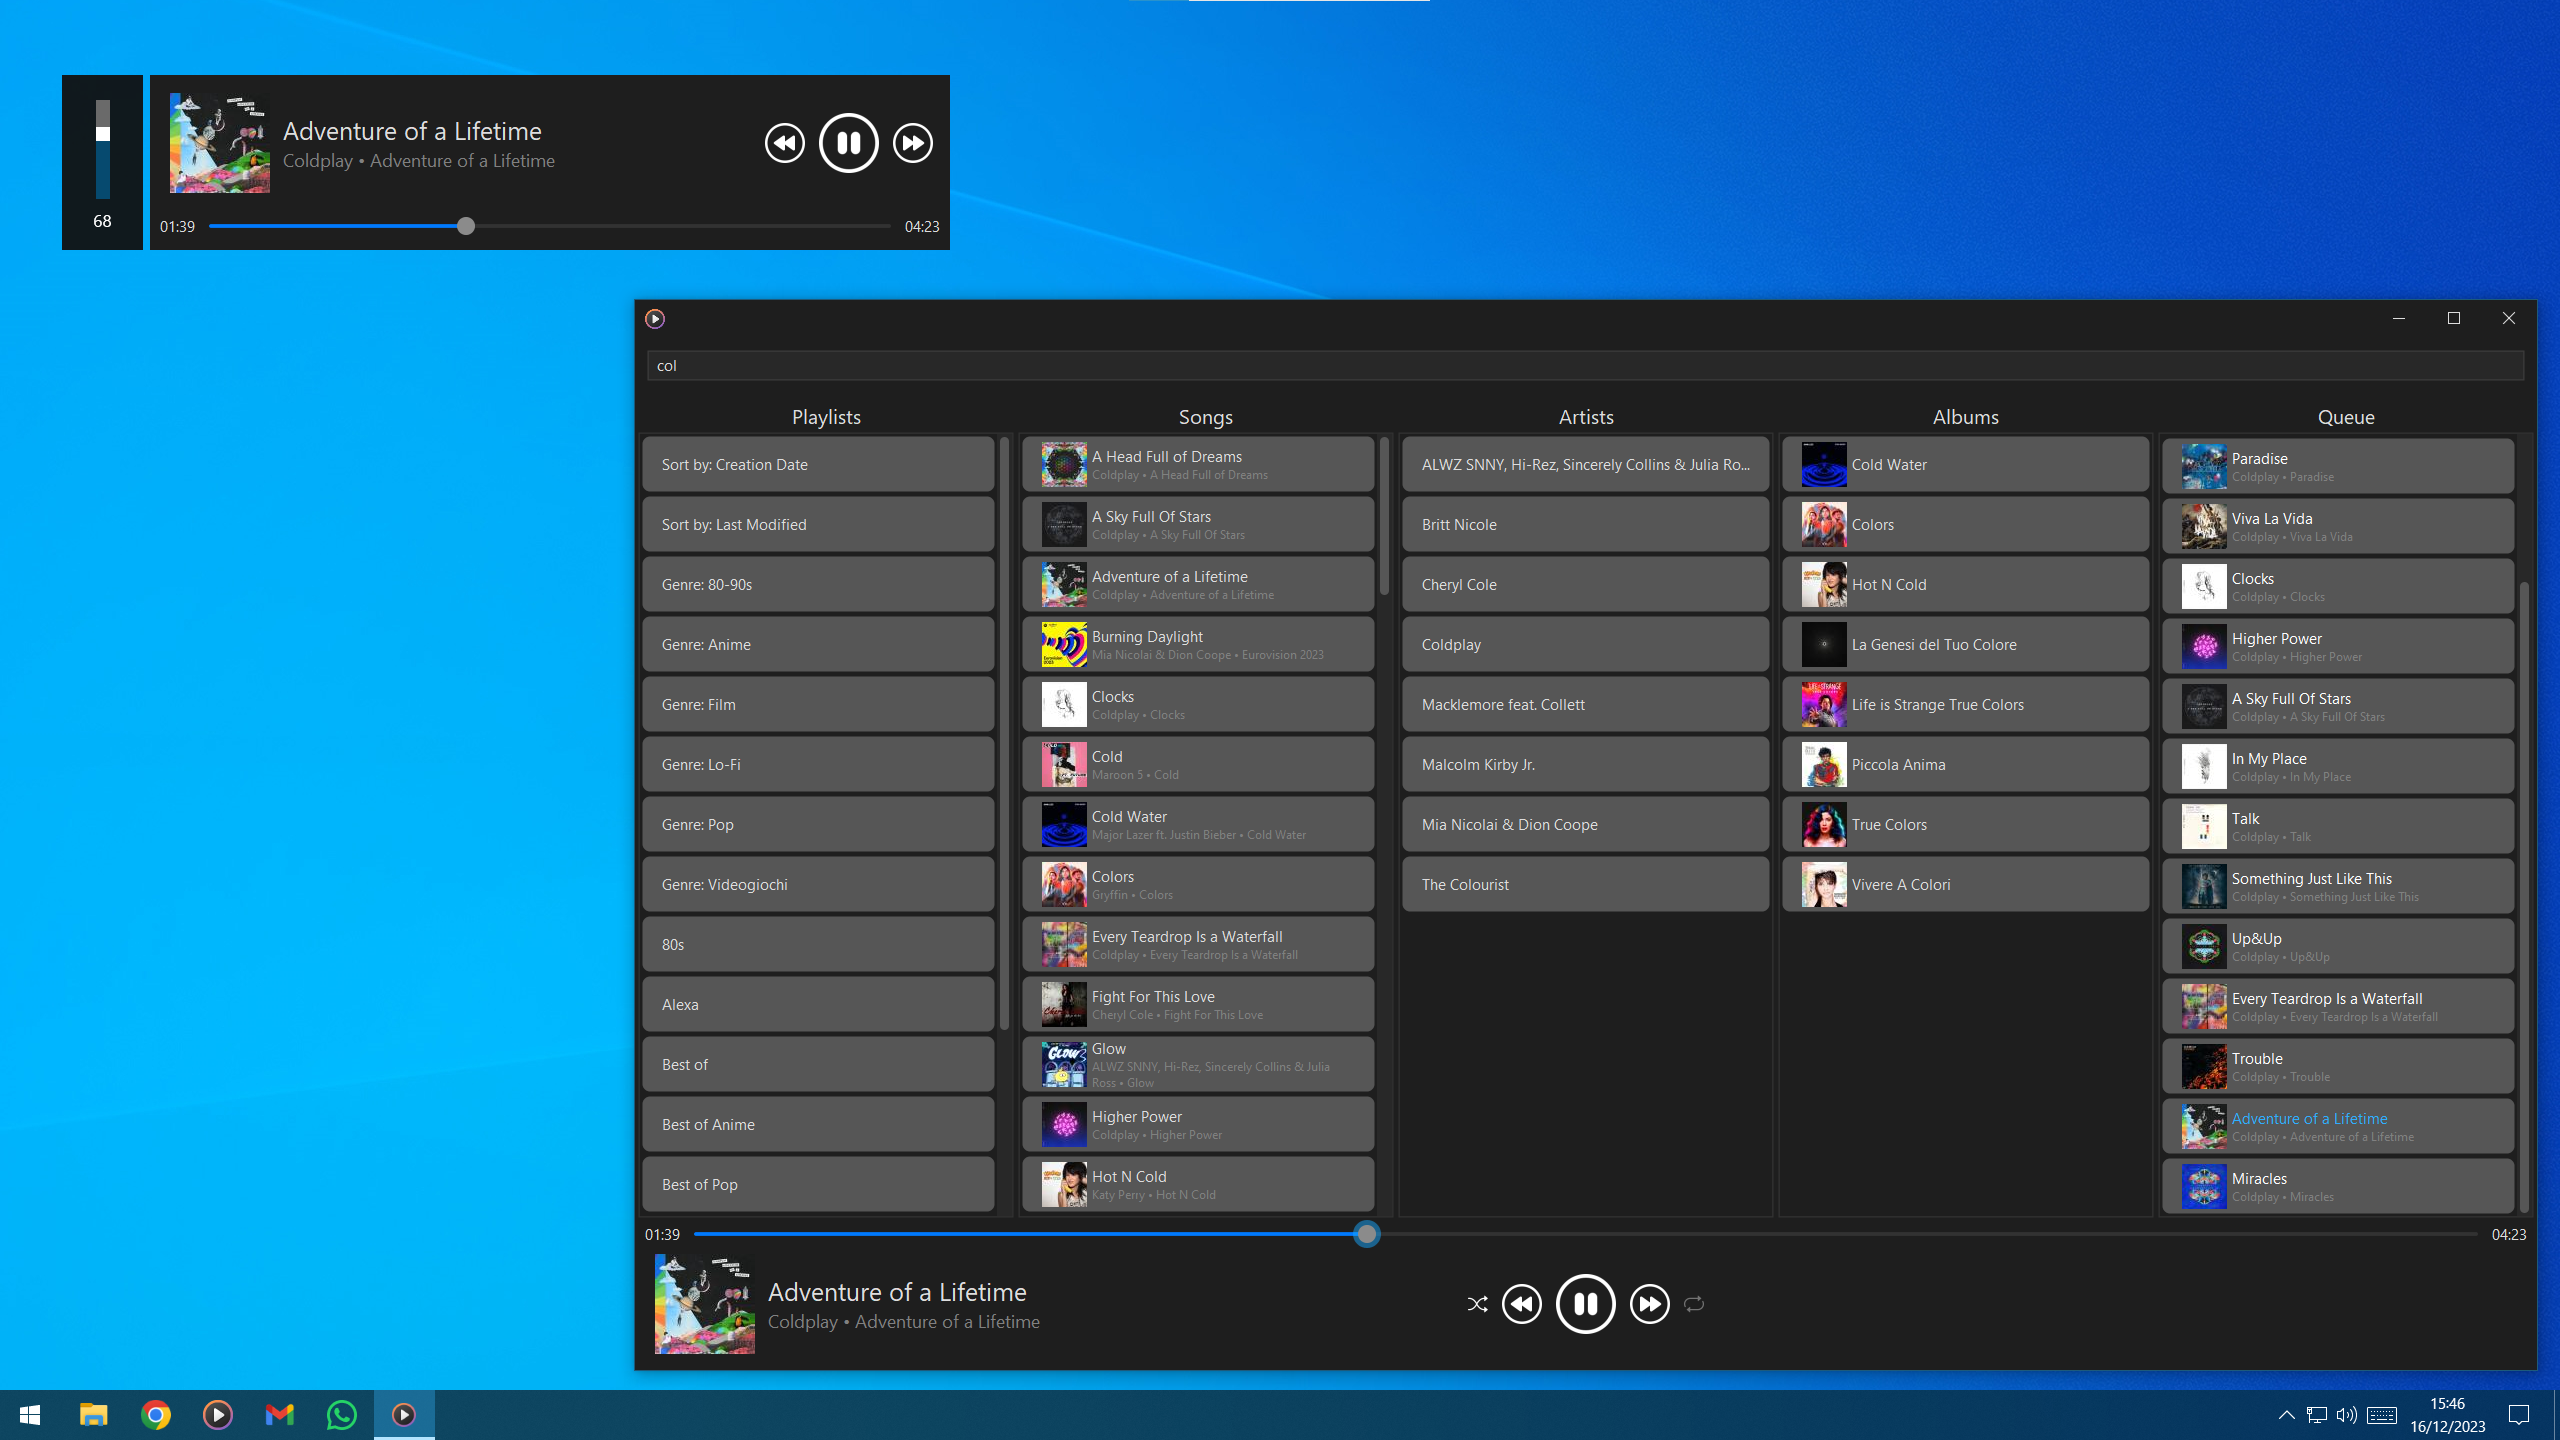 Adventure of a Lifetime
Coldplay • Adventure of a Lifetime
68
01:39
04:23
col
Playlists
Sort by: Creation Date
Sort by: Last Modified
Genre: 80-90s
Genre: Anime
Genre: Film
Genre: Lo-Fi
Genre: Pop
Genre: Videogiochi
80s
Alexa
Best of
Best of Anime
Best of Pop
Songs
A Head Full of Dreams
Coldplay • A Head Full of Dreams
A Sky Full Of Stars
Coldplay • A Sky Full Of Stars
Adventure of a Lifetime
Coldplay • Adventure of a Lifetime
Burning Daylight
Mia Nicolai & Dion Coope • Eurovision 2023
Clocks
Coldplay • Clocks
Cold
Maroon 5 • Cold
Cold Water
Major Lazer ft. Justin Bieber • Cold Water
Colors
Gryffin • Colors
Every Teardrop Is a Waterfall
Coldplay • Every Teardrop Is a Waterfall
Fight For This Love
Cheryl Cole • Fight For This Love
Glow
ALWZ SNNY, Hi-Rez, Sincerely Collins & Julia
Ross • Glow
Higher Power
Coldplay • Higher Power
Hot N Cold
Katy Perry • Hot N Cold
Artists
ALWZ SNNY, Hi-Rez, Sincerely Collins & Julia Ro...
Britt Nicole
Cheryl Cole
Coldplay
Macklemore feat. Collett
Malcolm Kirby Jr.
Mia Nicolai & Dion Coope
The Colourist
Albums
Cold Water
Colors
Hot N Cold
La Genesi del Tuo Colore
Life is Strange True Colors
Piccola Anima
True Colors
Vivere A Colori
Queue
Paradise
Coldplay • Paradise
Viva La Vida
Coldplay • Viva La Vida
Clocks
Coldplay • Clocks
Higher Power
Coldplay • Higher Power
A Sky Full Of Stars
Coldplay • A Sky Full Of Stars
In My Place
Coldplay • In My Place
Talk
Coldplay • Talk
Something Just Like This
Coldplay • Something Just Like This
Up&Up
Coldplay • Up&Up
Every Teardrop Is a Waterfall
Coldplay • Every Teardrop Is a Waterfall
Trouble
Coldplay • Trouble
Adventure of a Lifetime
Coldplay • Adventure of a Lifetime
Miracles
Coldplay • Miracles
01:39
04:23
Adventure of a Lifetime
Coldplay • Adventure of a Lifetime
15:46
16/12/2023